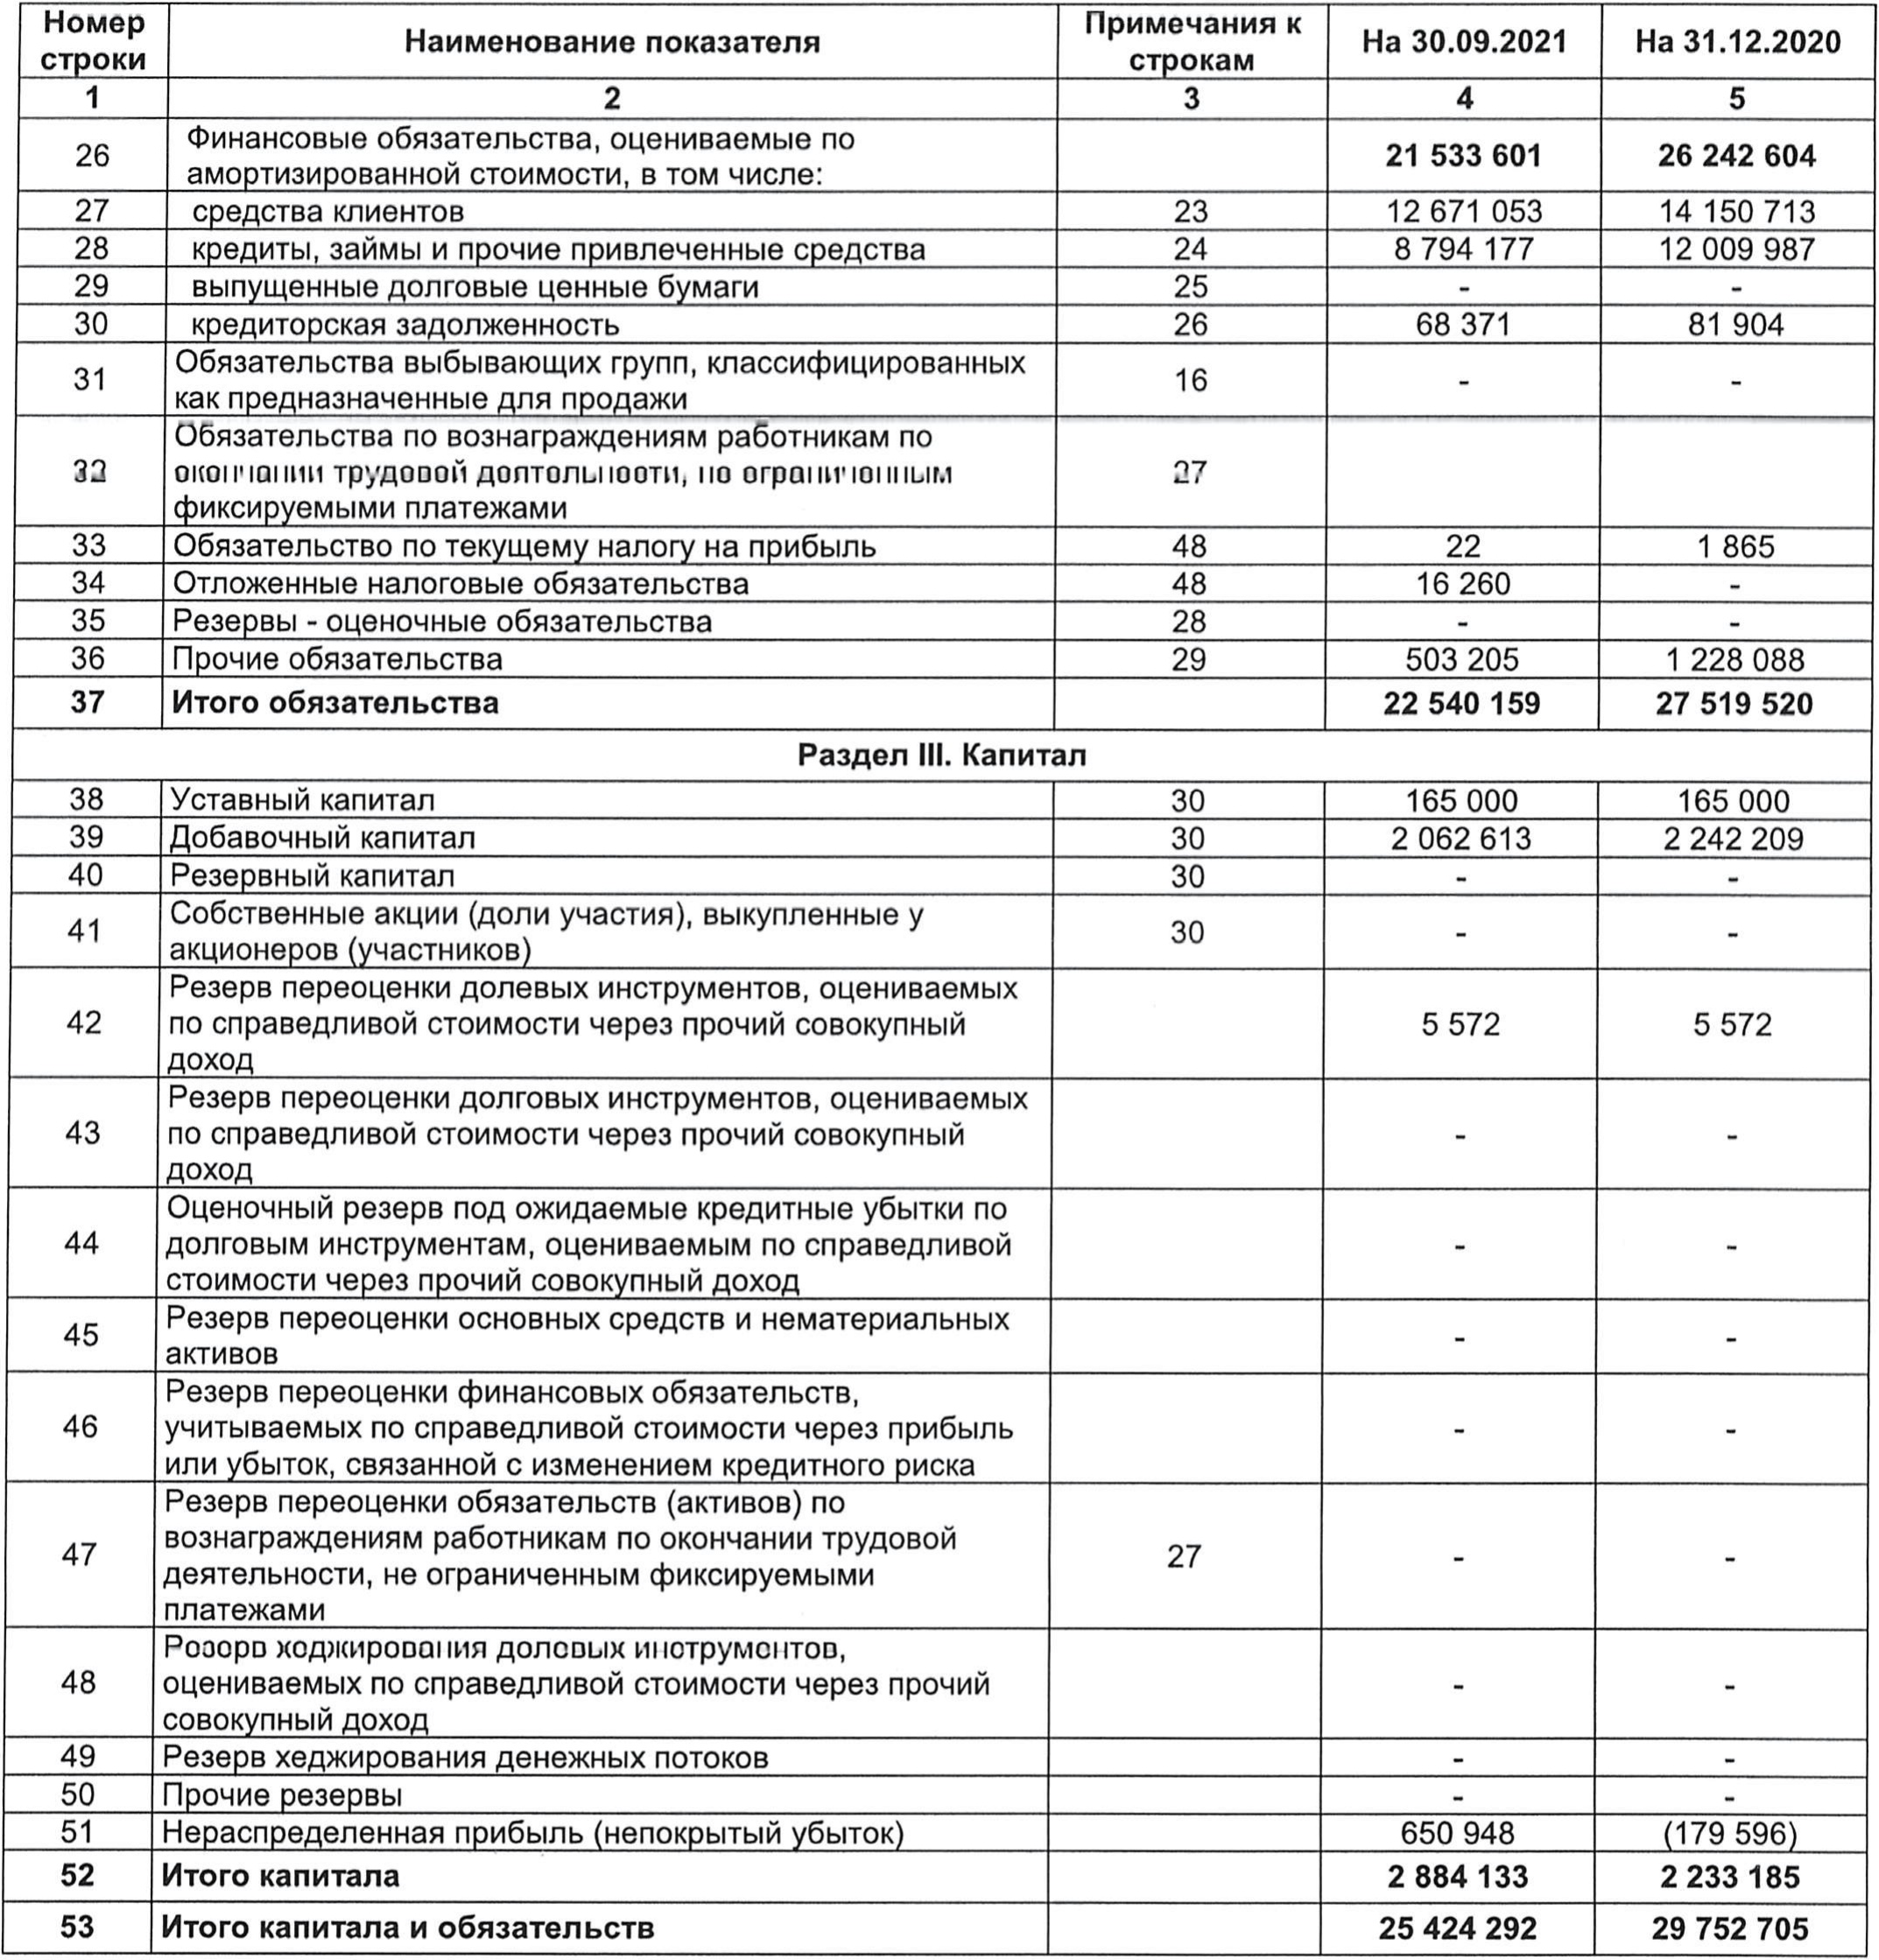 Номер строки Наименование показателя Примечания к строкам На 30.09.2021 На 31.12.2020
1 2 3 4 5
26 Финансовые обязательства, оцениваемые по амортизированной стоимости, в том числе: 21 533 601 26 242 604
27 средства клиентов 23 12 671 053 14 150 713
28 кредиты, займы и прочие привлеченные средства 24 8 794 177 12 009 987
29 выпущенные долговые ценные бумаги 25 - -
30 кредиторская задолженность 26 68 371 81 904
31 Обязательства выбывающих групп, классифицированных как предназначенные для продажи 16 - -
32 Обязательства по вознаграждениям работникам по окончании трудовой деятельности, не ограниченным фиксируемыми платежами 27
33 Обязательство по текущему налогу на прибыль 48 22 1 865
34 Отложенные налоговые обязательства 48 16 260 -
35 Резервы - оценочные обязательства 28 - -
36 Прочие обязательства 29 503 205 1 228 088
37 Итого обязательства 22 540 159 27 519 520
Раздел III. Капитал
38 Уставный капитал 30 165 000 165 000
39 Добавочный капитал 30 2 062 613 2 242 209
40 Резервный капитал 30 - -
41 Собственные акции (доли участия), выкупленные у акционеров (участников) 30 - -
42 Резерв переоценки долевых инструментов, оцениваемых по справедливой стоимости через прочий совокупный доход 5 572 5 572
43 Резерв переоценки долговых инструментов, оцениваемых по справедливой стоимости через прочий совокупный доход - -
44 Оценочный резерв под ожидаемые кредитные убытки по долговым инструментам, оцениваемым по справедливой стоимости через прочий совокупный доход - -
45 Резерв переоценки основных средств и нематериальных активов - -
46 Резерв переоценки финансовых обязательств, учитываемых по справедливой стоимости через прибыль или убыток, связанной с изменением кредитного риска - -
47 Резерв переоценки обязательств (активов) по вознаграждениям работникам по окончании трудовой деятельности, не ограниченным фиксируемыми платежами 27 - -
48 Резерв хеджирования долевых инструментов, оцениваемых по справедливой стоимости через прочий совокупный доход - -
49 Резерв хеджирования денежных потоков - -
50 Прочие резервы - -
51 Нераспределенная прибыль (непокрытый убыток) 650 948 (179 596)
52 Итого капитала 2 884 133 2 233 185
53 Итого капитала и обязательств 25 424 292 29 752 705